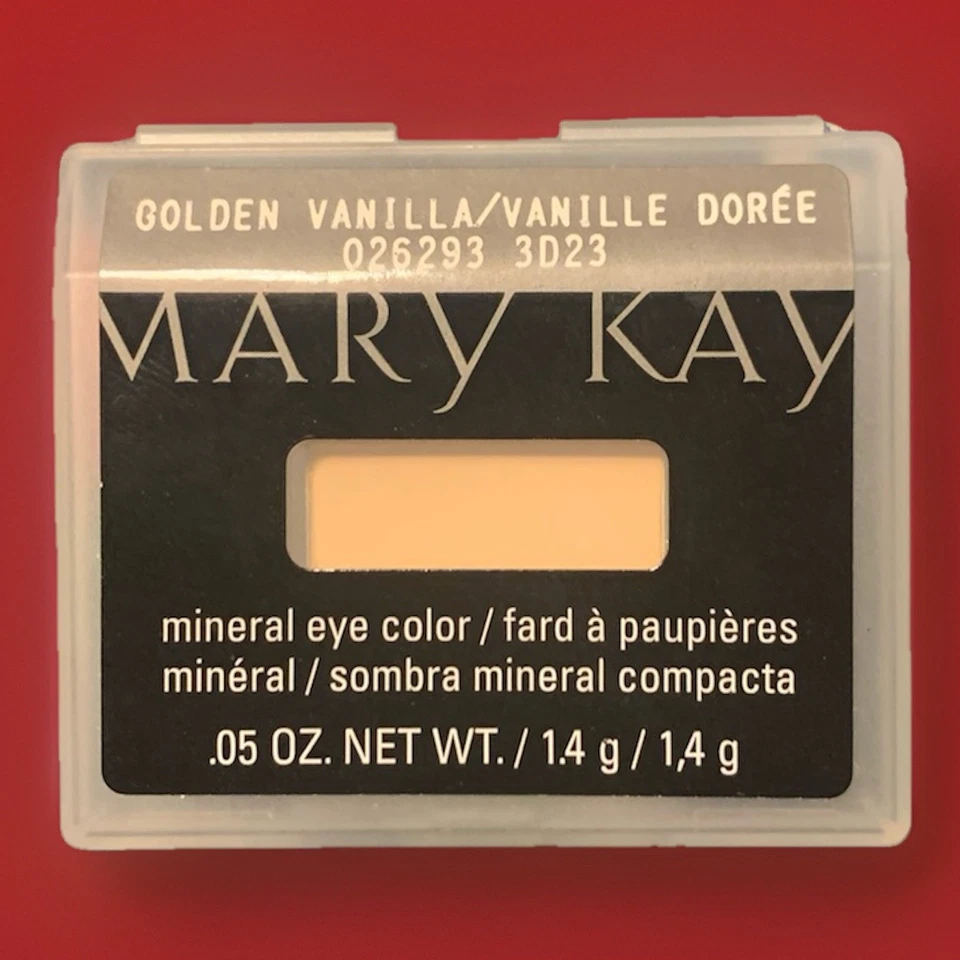 GOLDEN VANILLA/VANILLE DORÉE
026293 3D23
MARY KAY
mineral eye color / fard à paupières
minéral / sombra mineral compacta
.05 OZ. NET WT. / 1.4 g / 1,4 g